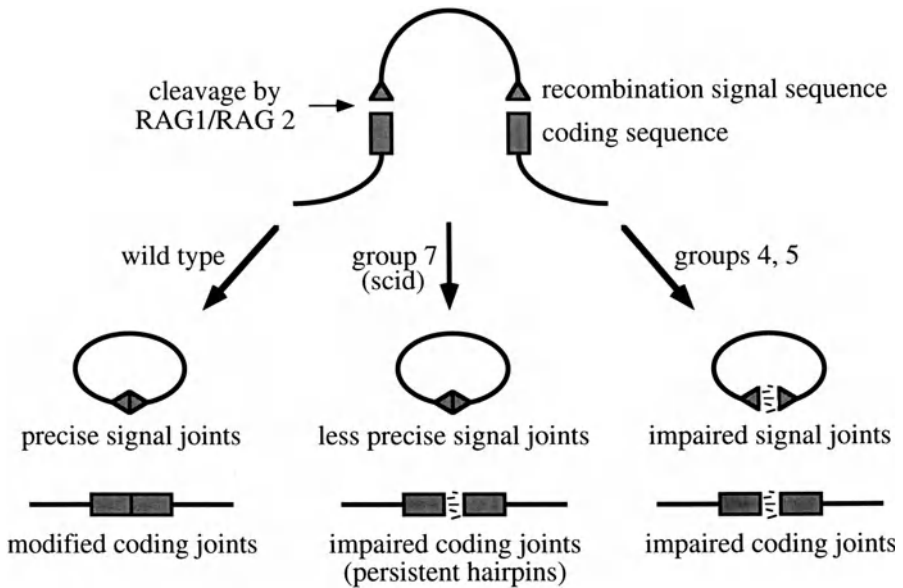 cleavage by
RAG1/RAG 2
recombination signal sequence
coding sequence
wild type
group 7
(scid)
groups 4, 5
precise signal joints
less precise signal joints
impaired signal joints
modified coding joints
impaired coding joints
(persistent hairpins)
impaired coding joints